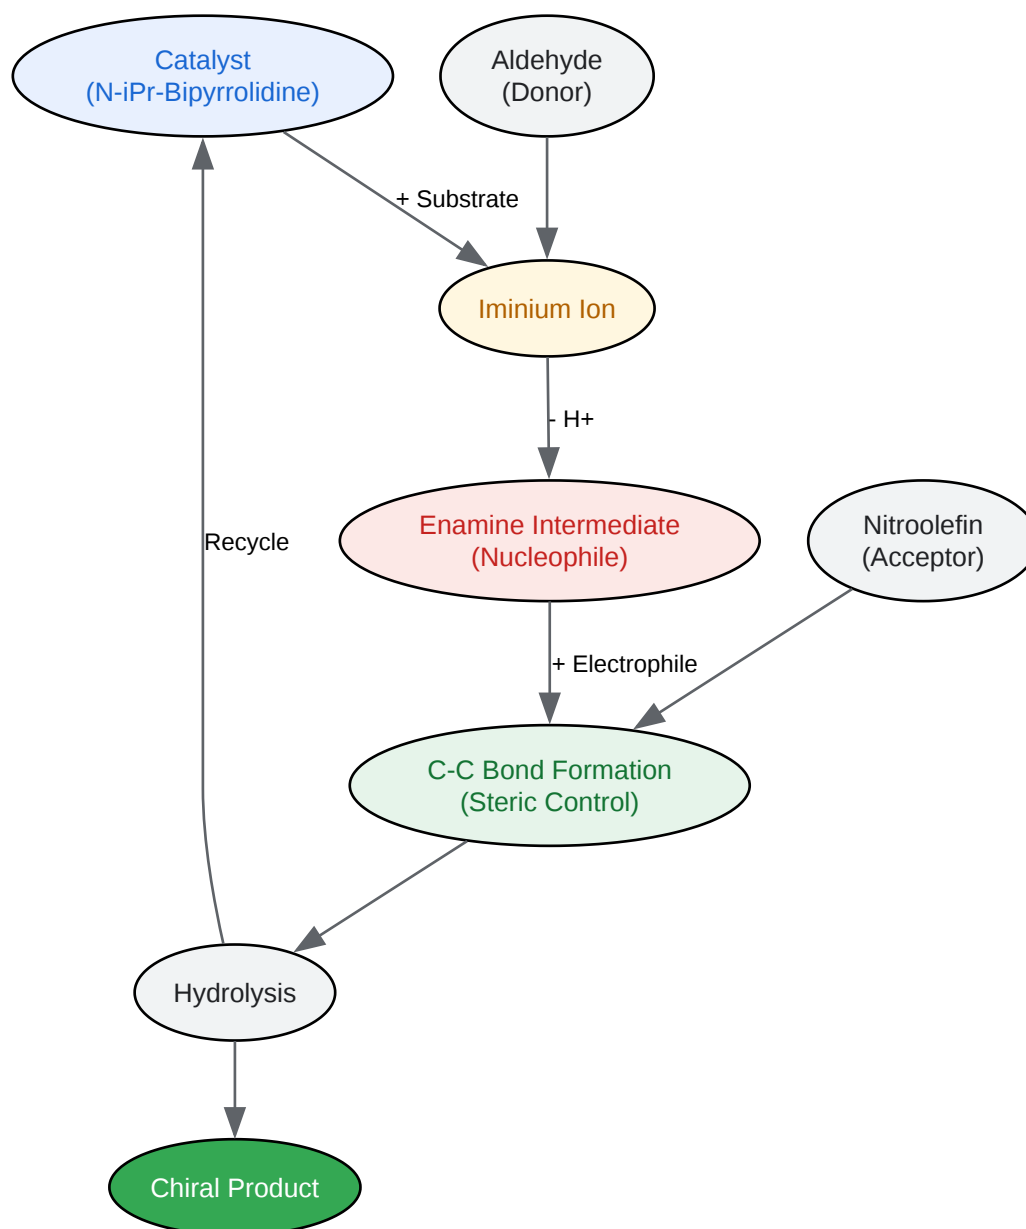 Catalyst
(N-iPr-Bipyrrolidine)
Aldehyde
(Donor)
+ Substrate
Iminium Ion
- H+
Enamine Intermediate
(Nucleophile)
Nitroolefin
(Acceptor)
Recycle
+ Electrophile
C-C Bond Formation
(Steric Control)
Hydrolysis
Chiral Product